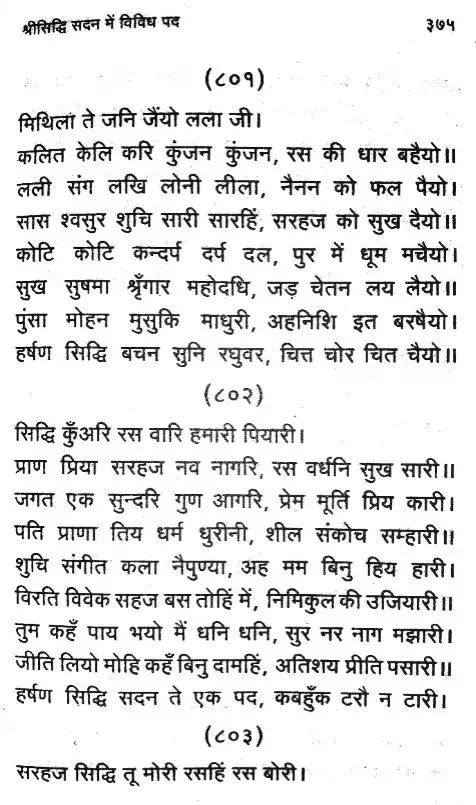 श्रीसिद्धि सदन में विविध पद
३७५
(८०१)
मिथिला ते जनि जैंयो लला जी।
कलित केलि करि कुंजन कुंजन, रस की धार बहैयो॥
लली संग लखि लोनी लीला, नैनन को फल पैयो।
सास श्वसुर शुचि सारी सारहिं, सरहज को सुख दैयो॥
कोटि कोटि कन्दर्प दर्प दल, पुर में धूम मचैयो।
सुख सुषमा श्रृँगार महोदधि, जड़ चेतन लय लैयो॥
पुंसा मोहन मुसुकि माधुरी, अहनिशि इत बरषैयो।
हर्षण सिद्धि बचन सुनि रघुवर, चित्त चोर चित चैयो॥
(८०२)
सिद्धि कुँअरि रस वारि हमारी पियारी।
प्राण प्रिया सरहज नव नागरि, रस वर्धनि सुख सारी॥
जगत एक सुन्दरि गुण आगरि, प्रेम मूर्ति प्रिय कारी।
पति प्राणा तिय धर्म धुरीनी, शील संकोच सम्हारी॥
शुचि संगीत कला नैपुण्या, अह मम बिनु हिय हारी।
विरति विवेक सहज बस तोहिं में, निमिकुल की उजियारी॥
तुम कहँ पाय भयो मैं धनि धनि, सुर नर नाग मझारी।
जीति लियो मोहि कहँ बिनु दामहिं, अतिशय प्रीति पसारी॥
हर्षण सिद्धि सदन ते एक पद, कबहुँक टरौ न टारी।
(८०३)
सरहज सिद्धि तू मोरी रसहिं रस बोरी।